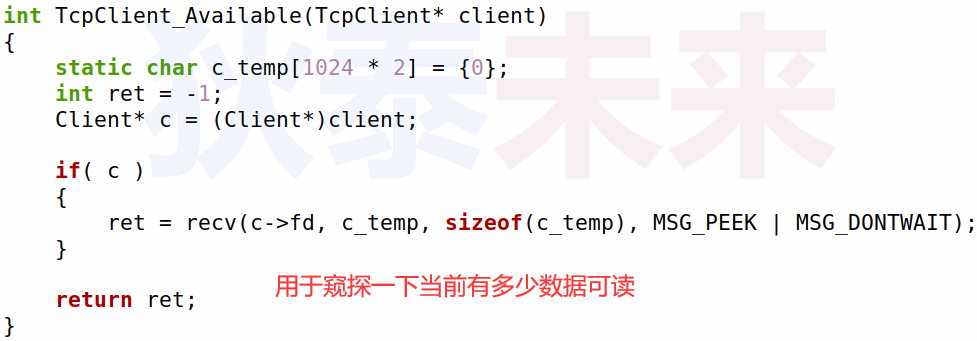 狄泰未来
int TcpClient_Available(TcpClient* client)
{
    static char c_temp[1024 * 2] = {0};
    int ret = -1;
    Client* c = (Client*)client;

    if( c )
    {
        ret = recv(c->fd, c_temp, sizeof(c_temp), MSG_PEEK | MSG_DONTWAIT);
    }
用于窥探一下当前有多少数据可读
    return ret;
}